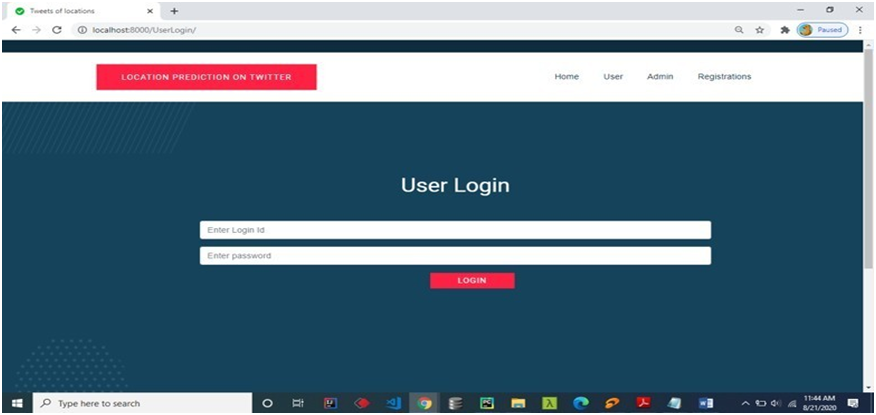 Tweets of locations
localhost:8000/UserLogin/
Paused
LOCATION PREDICTION ON TWITTER
Home User Admin Registrations
User Login
Enter Login Id
Enter password
LOGIN
Type here to search
11:44 AM
8/21/2020